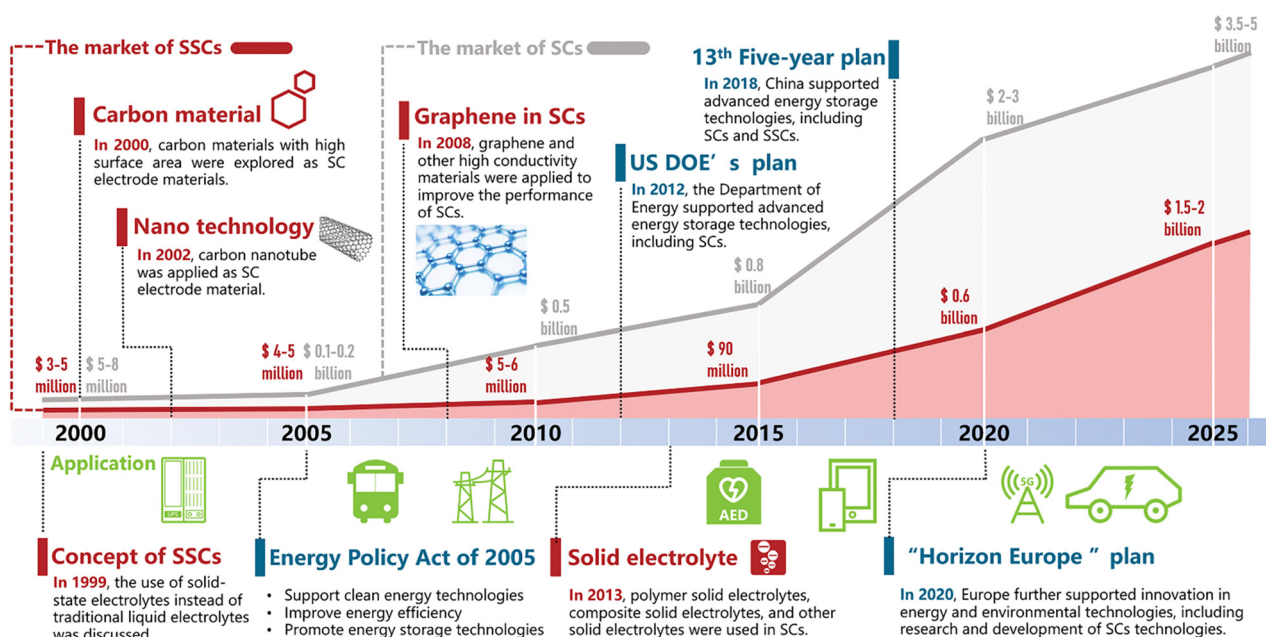 The market of SSCs
The market of SCs
Carbon material
In 2000, carbon materials with high
surface area were explored as SC
electrode materials.
Nano technology
In 2002, carbon nanotube
was applied as SC
electrode material.
Graphene in SCs
In 2008, graphene and
other high conductivity
materials were applied to
improve the performance
of SCs.
US DOE’ s plan
In 2012, the Department of
Energy supported advanced
energy storage technologies,
including SCs.
13th Five-year plan
In 2018, China supported
advanced energy storage
technologies, including
SCs and SSCs.
$ 3-5
million
$ 5-8
million
$ 4-5
million
$ 0.1-0.2
billion
$ 5-6
million
$ 0.5
billion
$ 90
million
$ 0.8
billion
$ 0.6
billion
$ 2-3
billion
$ 1.5-2
billion
$ 3.5-5
billion
2000 2005 2010 2015 2020 2025
Application
UPS
AED
5G
Concept of SSCs
In 1999, the use of solid-
state electrolytes instead of
traditional liquid electrolytes
was discussed
Energy Policy Act of 2005
• Support clean energy technologies
• Improve energy efficiency
• Promote energy storage technologies
Solid electrolyte
In 2013, polymer solid electrolytes,
composite solid electrolytes, and other
solid electrolytes were used in SCs.
“Horizon Europe ” plan
In 2020, Europe further supported innovation in
energy and environmental technologies, including
research and development of SCs technologies.